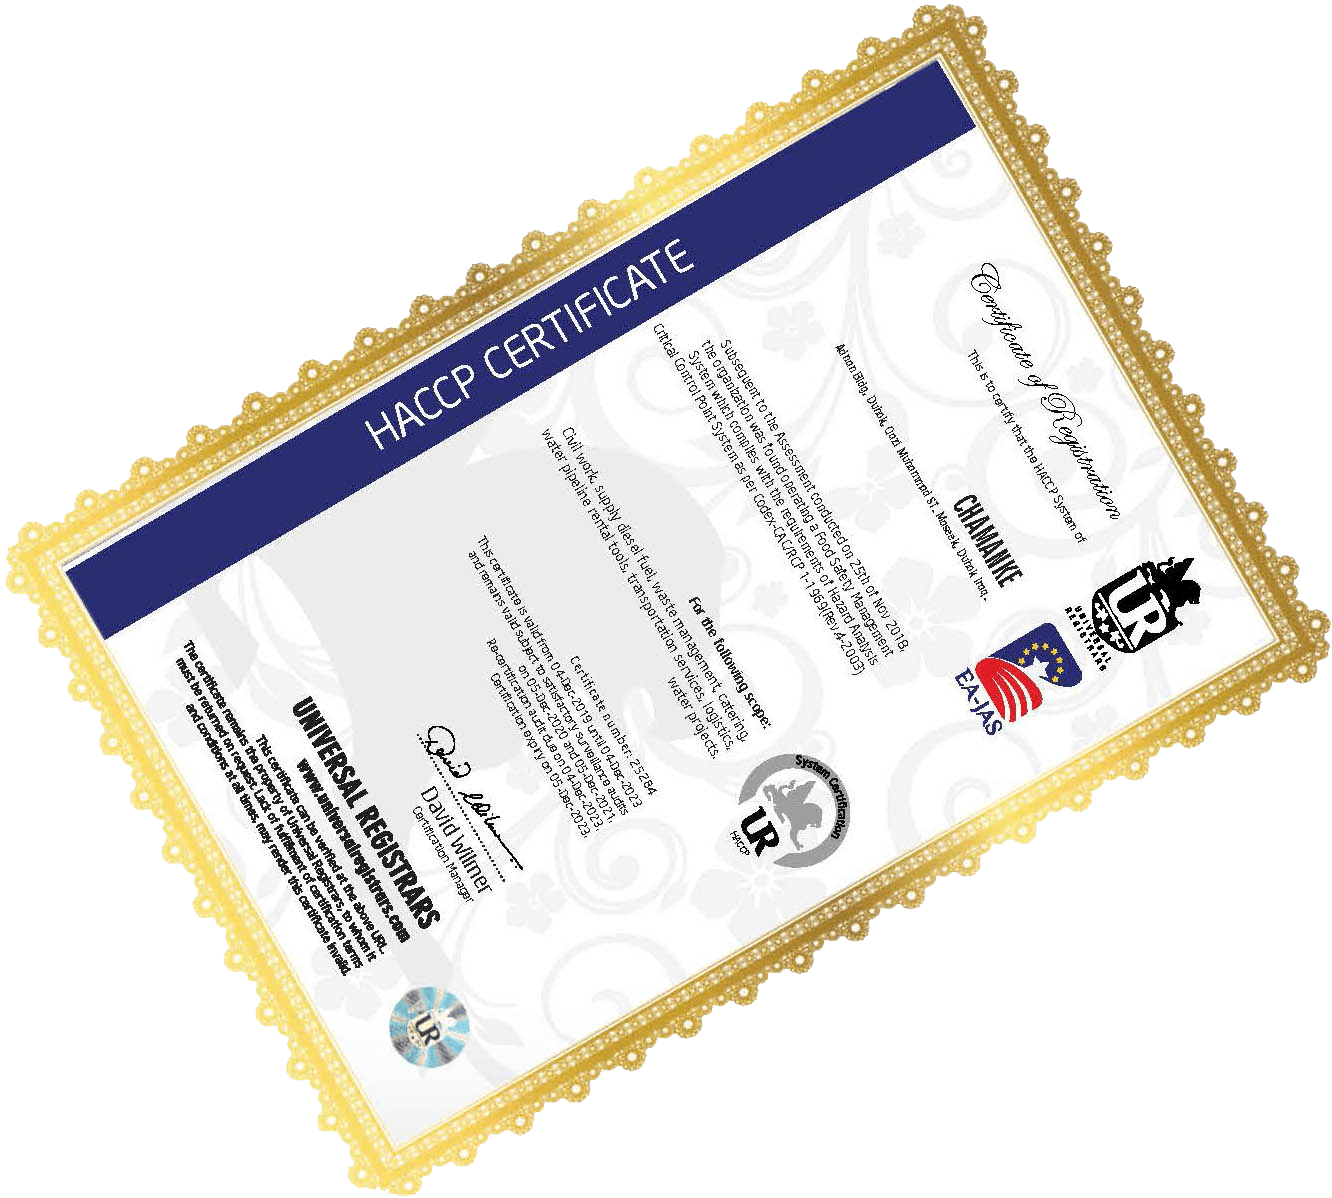 HACCP CERTIFICATE
UR
UNIVERSAL
REGISTRARS
EA-IAS
Certificate of Registration
This is to certify that the HACCP System of
CHAMANKE
Bldg, Duhok, Qazi Muhammad ST. Maseek, Duhok, Iraq.
Subsequent to the Assessment conducted on 25th of Nov 2018,
the organization was found operating a Food Safety Management
System which complies with the requirements of Hazard Analysis
Critical Control Point System as per Codex-CAC/RCP 1-1969(Rev.4-2003)
For the following scope:
Civil work, supply diesel fuel, waste management, catering,
water pipeline rental tools, transportation services, logistics,
water projects.
System Certification
UR
HACCP
Certificate number: 25284
This certificate is valid from 04-Dec-2019 until 04-Dec-2023
and remains valid subject to satisfactory surveillance audits
on 05-Dec-2020 and 05-Dec-2021.
Re-certification audit due on 04-Dec-2023.
Certification expiry on 05-Dec-2023.
David Wilmer
Certification Manager
UNIVERSAL REGISTRARS
www.universalregistrars.com
This certificate can be verified at the above URL.
The certificate remains the property of Universal Registrars, to whom it
must be returned on request. Lack of fulfillment of certification terms
and conditions at all times, may render this certificate invalid.
UR